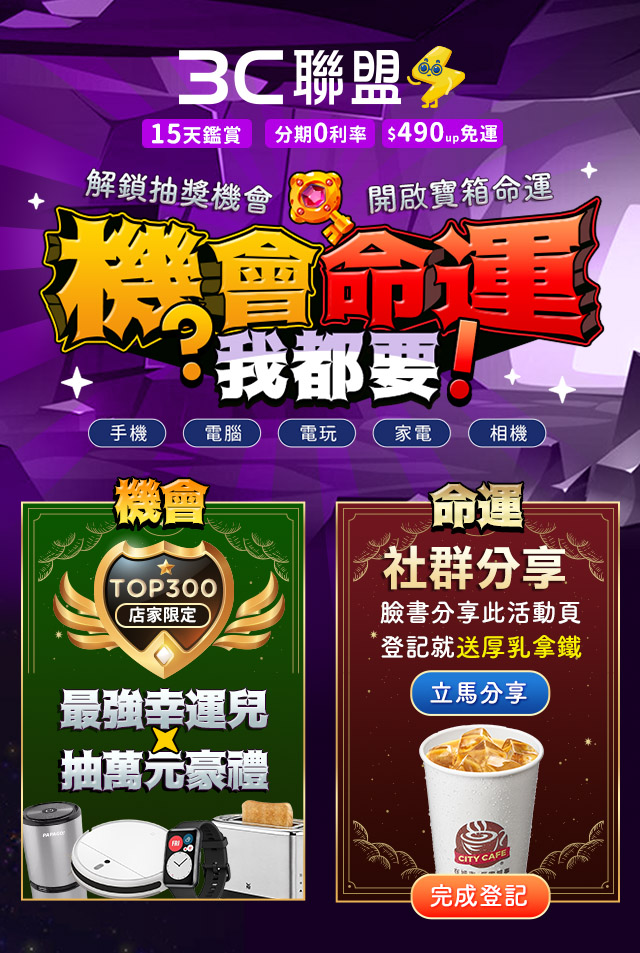 3C聯盟
15天鑑賞 分期0利率 $490up免運
解鎖抽獎機會 開啟寶箱命運
機會命運
?我都要!
手機 電腦 電玩 家電 相機
機會
TOP300
店家限定
最強幸運兒
抽萬元豪禮
命運
社群分享
臉書分享此活動頁
登記就送厚乳拿鐵
立馬分享
CITY CAFE
完成登記